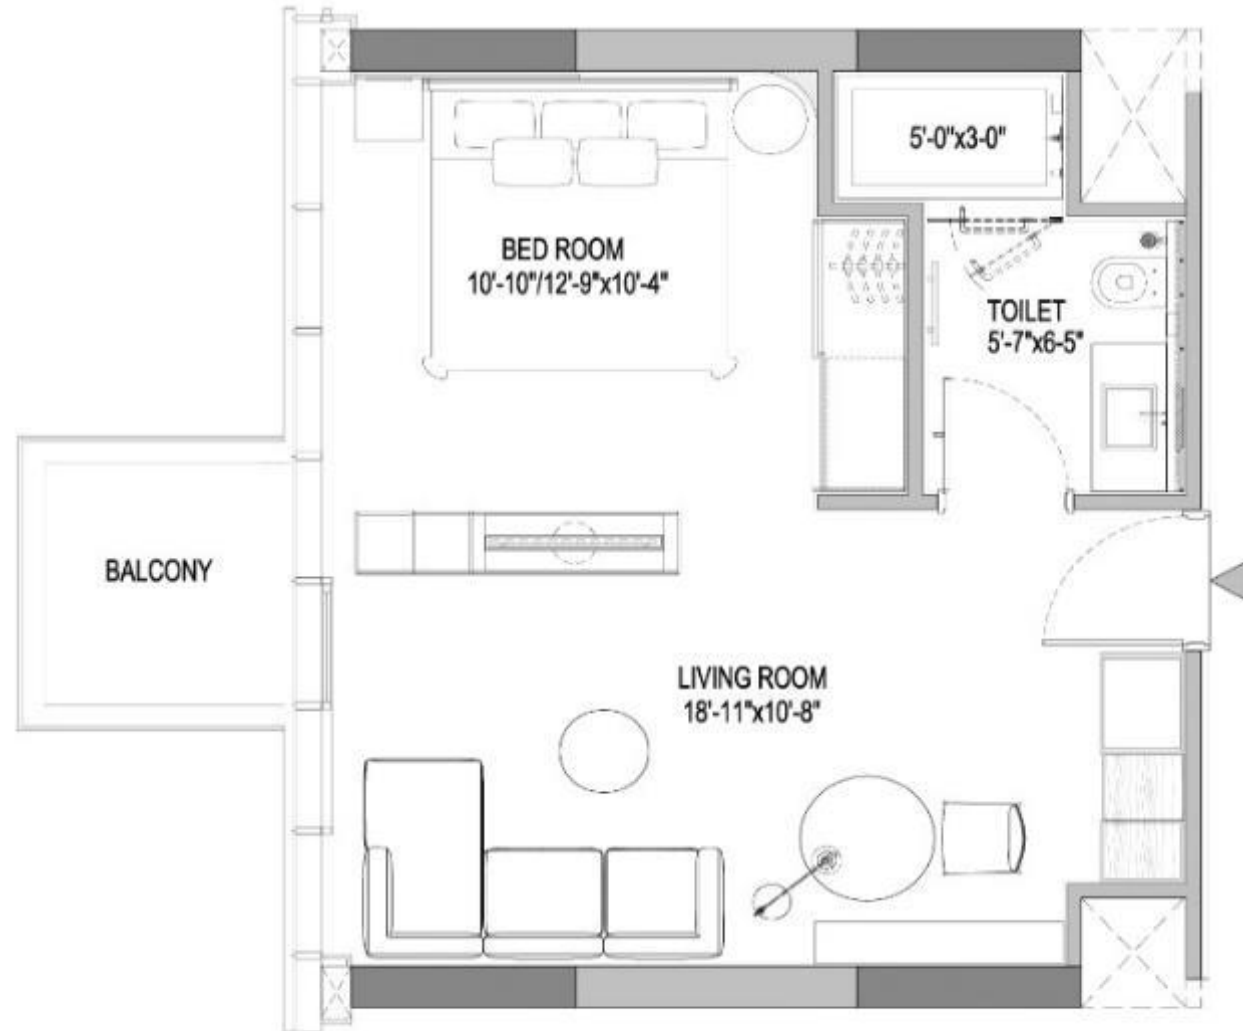 5'-0"x3-0"
BED ROOM
10'-10"/12'-9"x10'-4"
TOILET
5'-7"x6-5"
BALCONY
LIVING ROOM
18'-11"x10'-8"